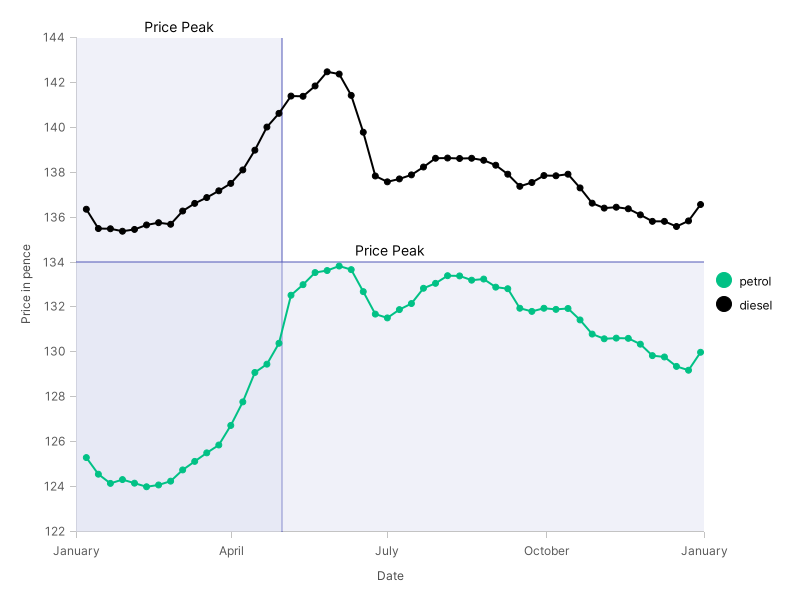 Price Peak
144
142
140
138
136
134
132
130
128
126
124
122
Price in pence
Price Peak
January
April
July
October
January
Date
petrol
diesel